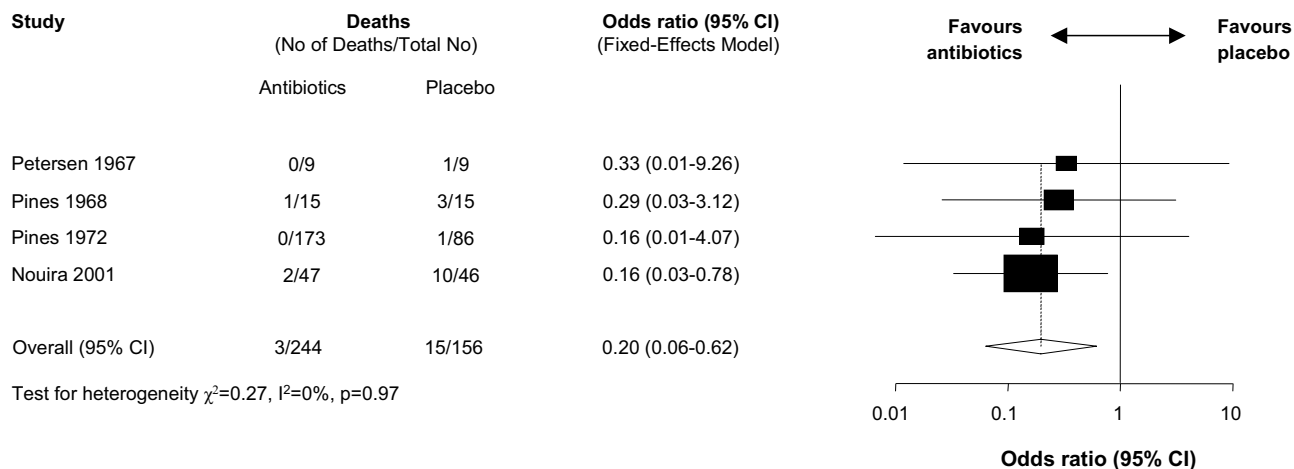 Study Deaths Odds ratio (95% CI) Favours Favours
(No of Deaths/Total No) (Fixed-Effects Model) antibiotics placebo
Antibiotics Placebo
Petersen 1967 0/9 1/9 0.33 (0.01-9.26)
Pines 1968 1/15 3/15 0.29 (0.03-3.12)
Pines 1972 0/173 1/86 0.16 (0.01-4.07)
Nouira 2001 2/47 10/46 0.16 (0.03-0.78)
Overall (95% CI) 3/244 15/156 0.20 (0.06-0.62)
Test for heterogeneity χ²=0.27, I²=0%, p=0.97
0.01 0.1 1 10
Odds ratio (95% CI)